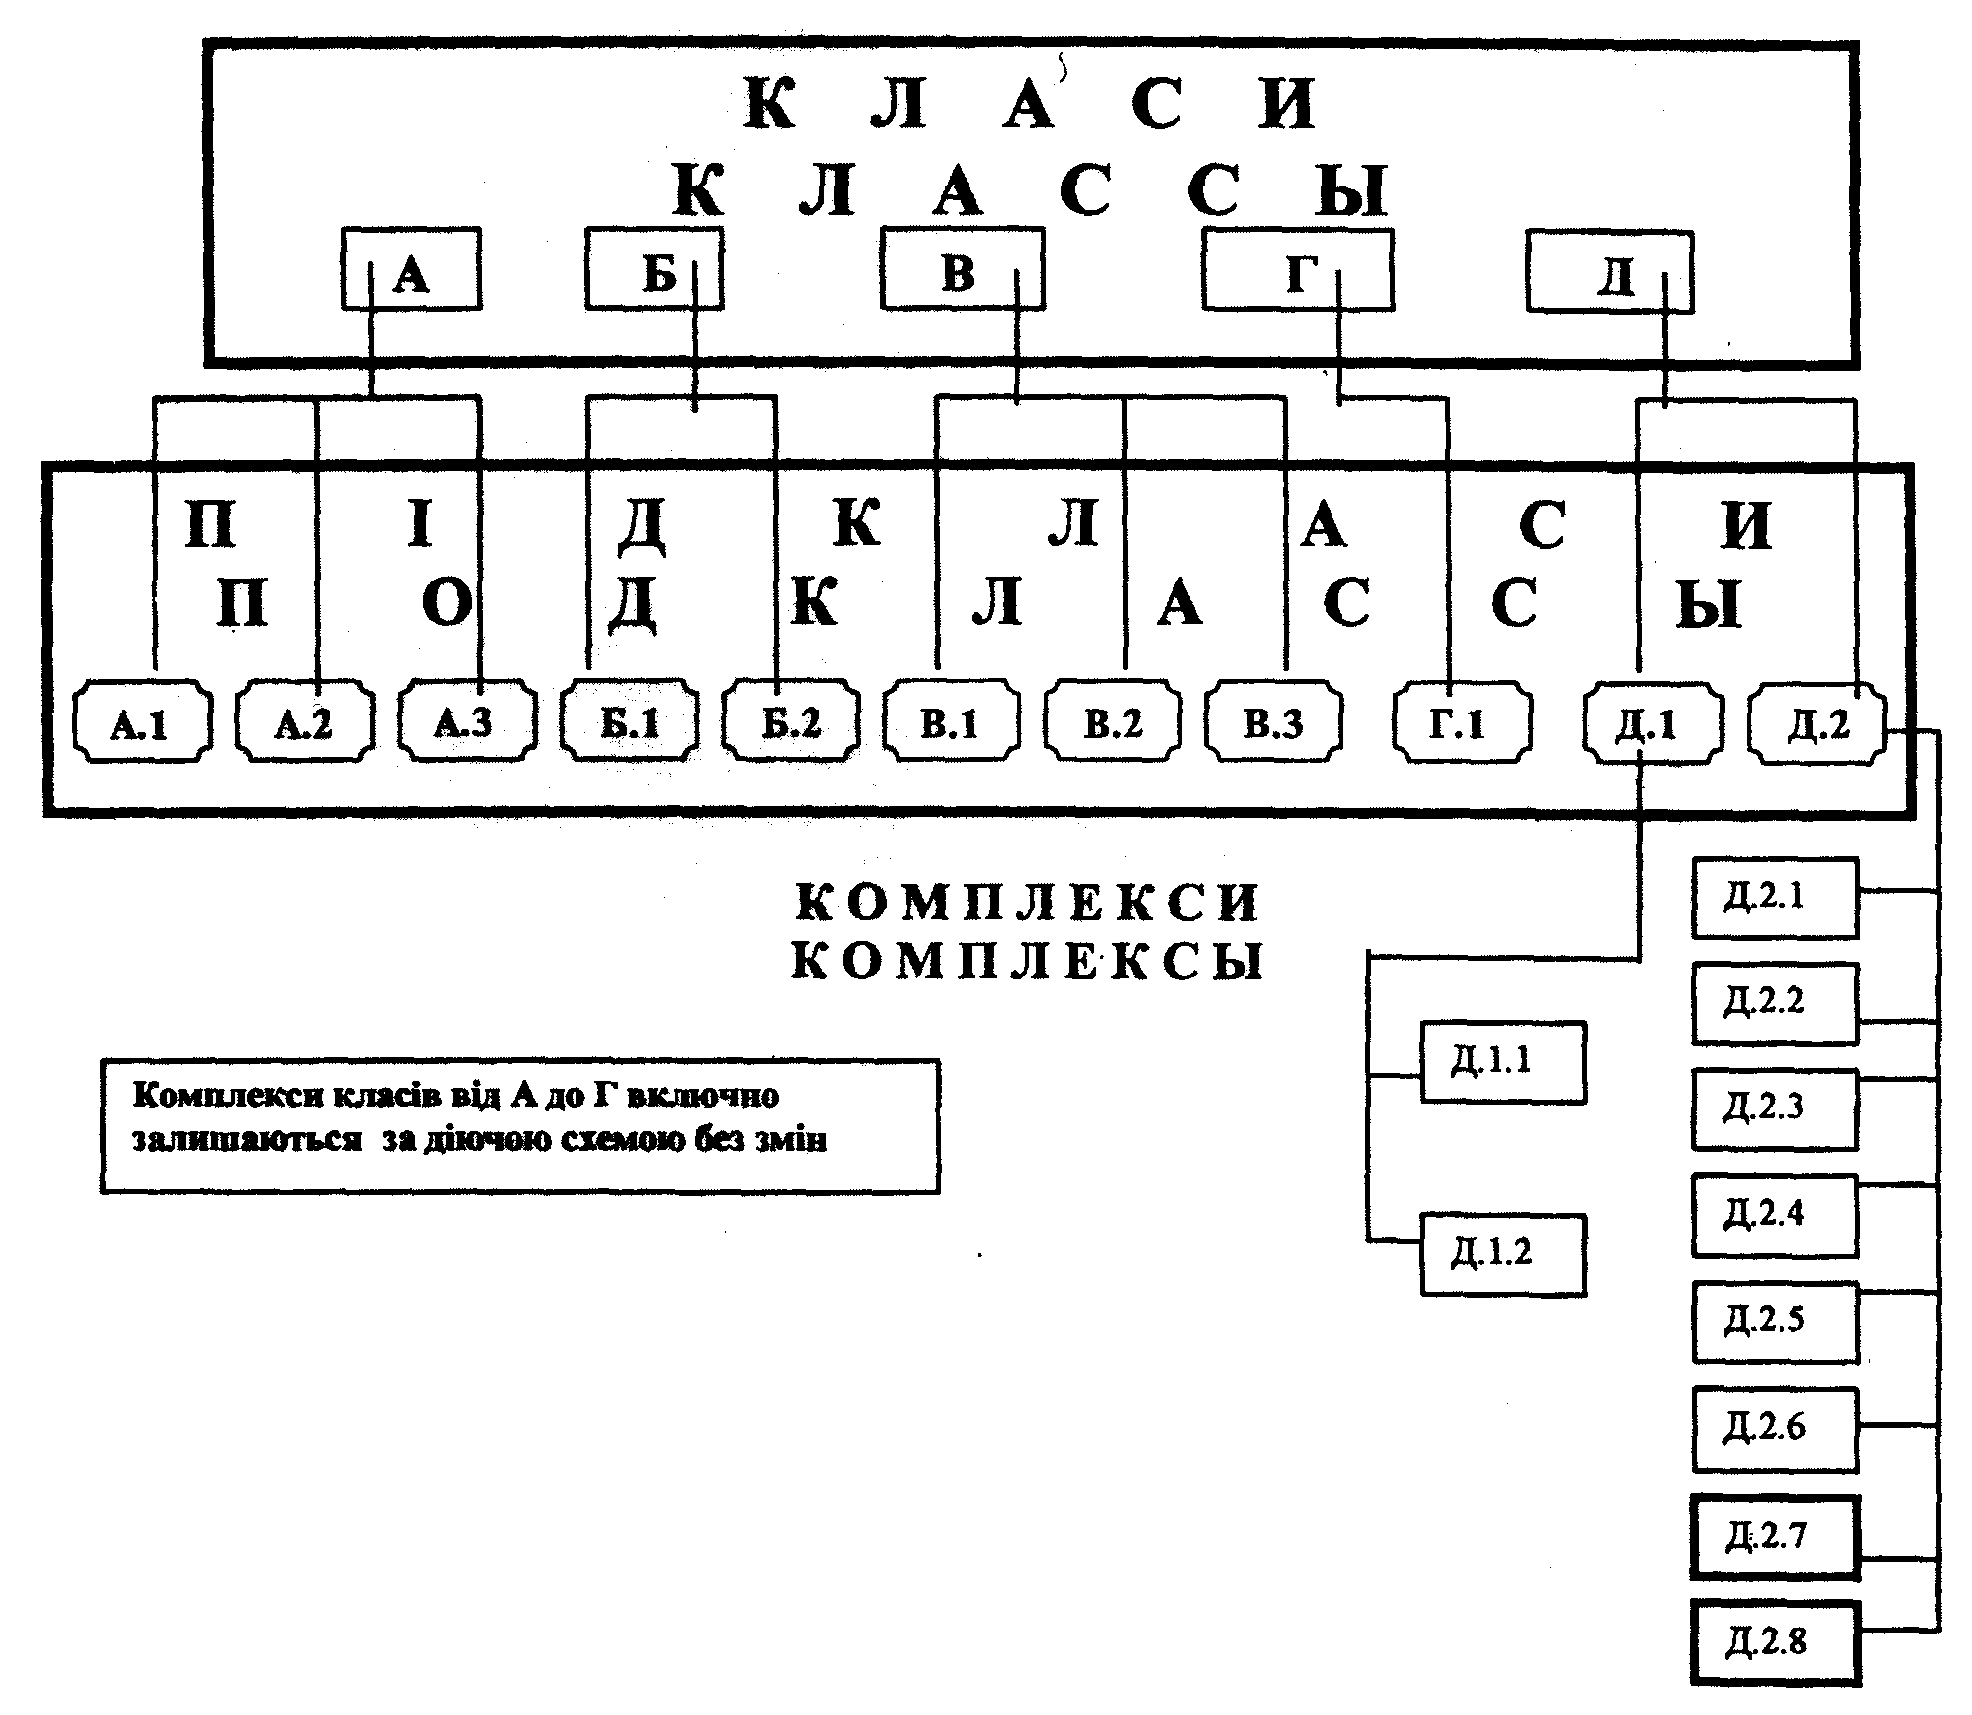 К Л А С И
К Л А С С Ы
А Б В Г Д
П І Д К Л А С И
П О Д К Л А С С Ы
А.1 А.2 А.3 Б.1 Б.2 В.1 В.2 В.3 Г.1 Д.1 Д.2
К О М П Л Е К С И
К О М П Л Е К С Ы
Комплекси класів від А до Г включно
залишаються за діючою схемою без змін
Д.1.1
Д.1.2
Д.2.1
Д.2.2
Д.2.3
Д.2.4
Д.2.5
Д.2.6
Д.2.7
Д.2.8